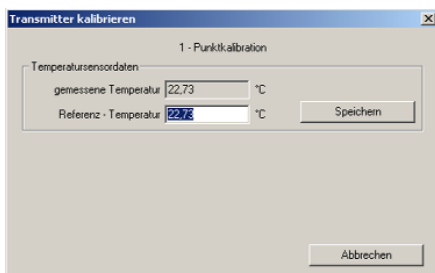 Transmitter kalibrieren
1 - Punktkalibration
Temperatursensordaten
gemessene Temperatur 22,73 °C
Referenz - Temperatur 22,73 °C Speichern
Abbrechen